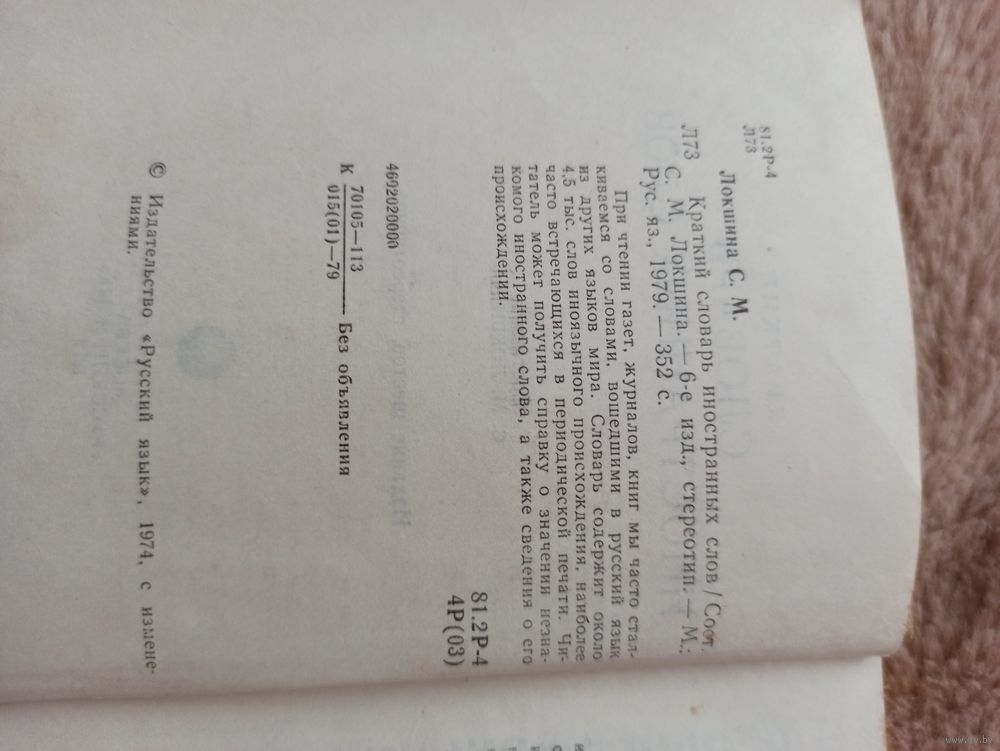 81.2Р-4
Л73
Локшина С. М.
Краткий словарь иностранных слов / Сост.
Л73 С. М. Локшина. — 6-е изд., стереотип. — М.:
Рус. яз., 1979. — 352 с.
При чтении газет, журналов, книг мы часто стал-
киваемся со словами, вошедшими в русский язык
из других языков мира. Словарь содержит около
4,5 тыс. слов иноязычного происхождения, наиболее
часто встречающихся в периодической печати. Чи-
татель может получить справку о значении незна-
комого иностранного слова, а также сведения о его
происхождении.
81.2Р-4
4Р(03)
4602020000
К 70105—113
015(01)—79 — Без объявления
© Издательство «Русский язык», 1974, с измене-
ниями.
ay.by